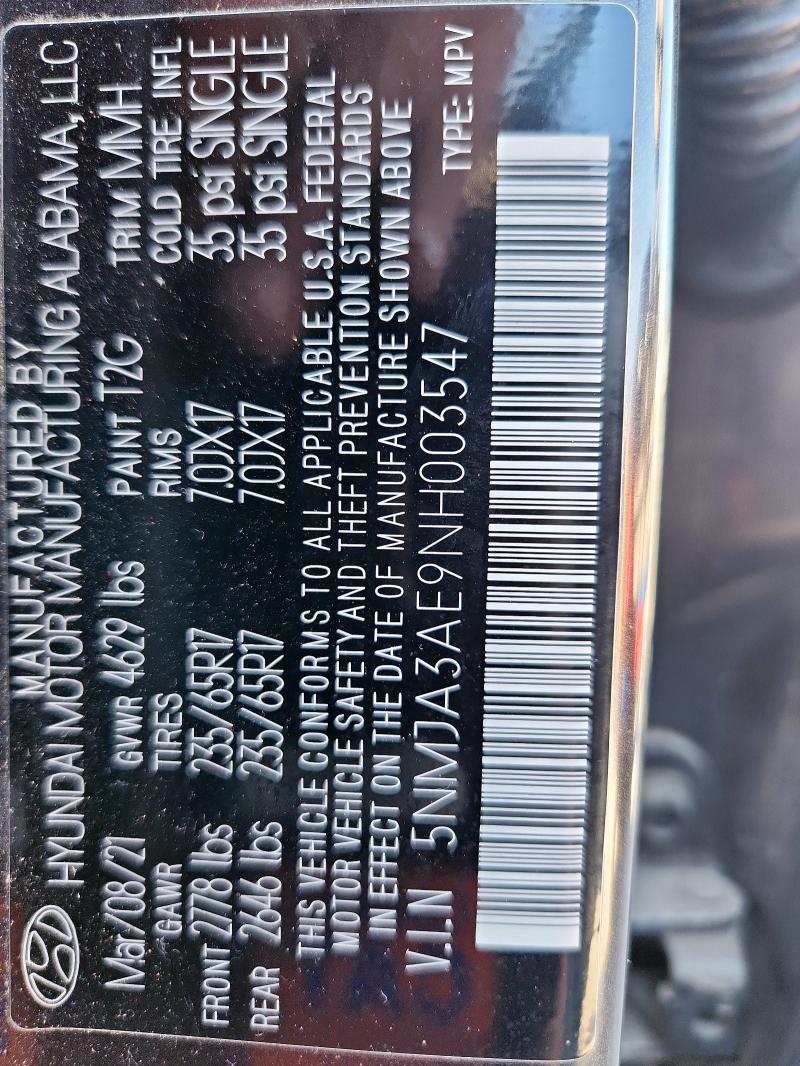 MANUFACTURED BY
HYUNDAI MOTOR MANUFACTURING ALABAMA, LLC
Mar/08/21 GVWR 4629 lbs PAINT T2G TRIM MMH
GAWR TIRES RIMS COLD TIRE INFL
FRONT 2778 lbs 235/65R17 7.0JX17 35 psi SINGLE
REAR 2646 lbs 235/65R17 7.0JX17 35 psi SINGLE
THIS VEHICLE CONFORMS TO ALL APPLICABLE U.S.A. FEDERAL
MOTOR VEHICLE SAFETY AND THEFT PREVENTION STANDARDS
IN EFFECT ON THE DATE OF MANUFACTURE SHOWN ABOVE
V.I.N 5NMJA3AE9NH003547 TYPE: MPV